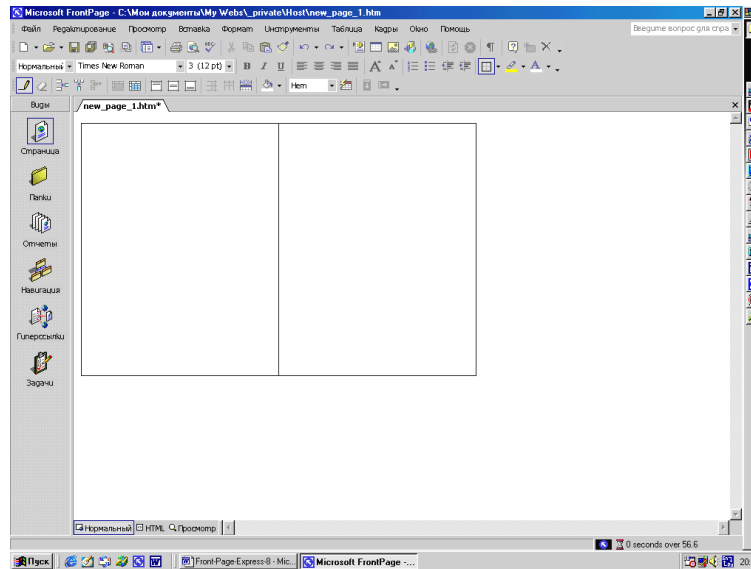 Microsoft FrontPage - C:\Мои документы\My Webs\_private\Host\new_page_1.htm
Файл Редактирование Просмотр Вставка Формат Инструменты Таблица Кадры Окно Помощь
Введите вопрос для спра
Нормальный Times New Roman 3 (12 pt) B I U
Нет
Виды new_page_1.htm*
Страница
Папки
Отчеты
Навигация
Гиперссылки
Задачи
Нормальный HTML Просмотр
0 seconds over 56.6
Пуск W Front-Page-Express-8 - Mic... Microsoft FrontPage -... 20: